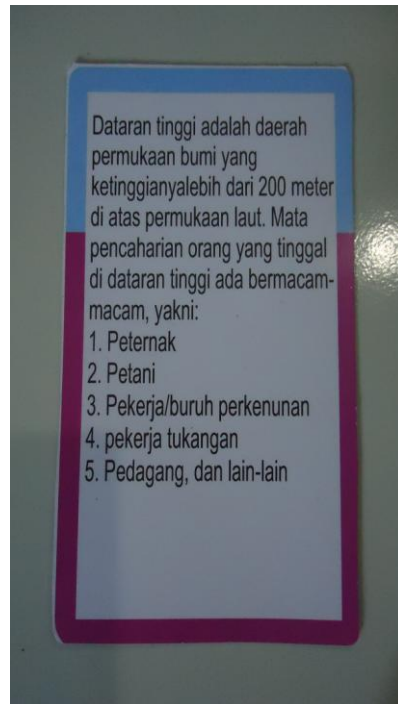 Dataran tinggi adalah daerah
permukaan bumi yang
ketinggianyalebih dari 200 meter
di atas permukaan laut. Mata
pencaharian orang yang tinggal
di dataran tinggi ada bermacam-
macam, yakni:
1. Peternak
2. Petani
3. Pekerja/buruh perkenunan
4. pekerja tukangan
5. Pedagang, dan lain-lain